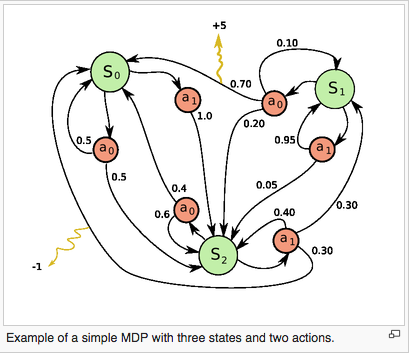 +5
0.10
S0
0.70
S1
a1
a0
1.0
0.20
0.5
a0
0.95
a1
0.5
0.05
0.4
0.40
0.30
a0
0.6
a1
S2
0.30
-1
Example of a simple MDP with three states and two actions.